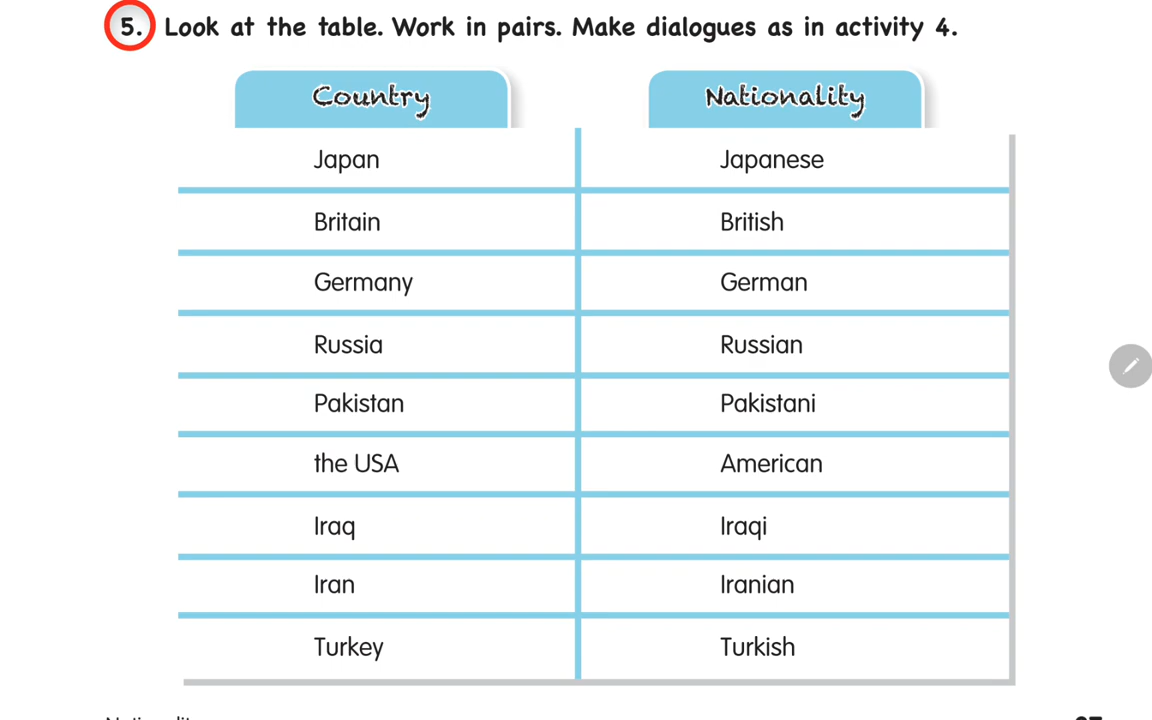 5. Look at the table. Work in pairs. Make dialogues as in activity 4.
Country Nationality
Japan Japanese
Britain British
Germany German
Russia Russian
Pakistan Pakistani
the USA American
Iraq Iraqi
Iran Iranian
Turkey Turkish